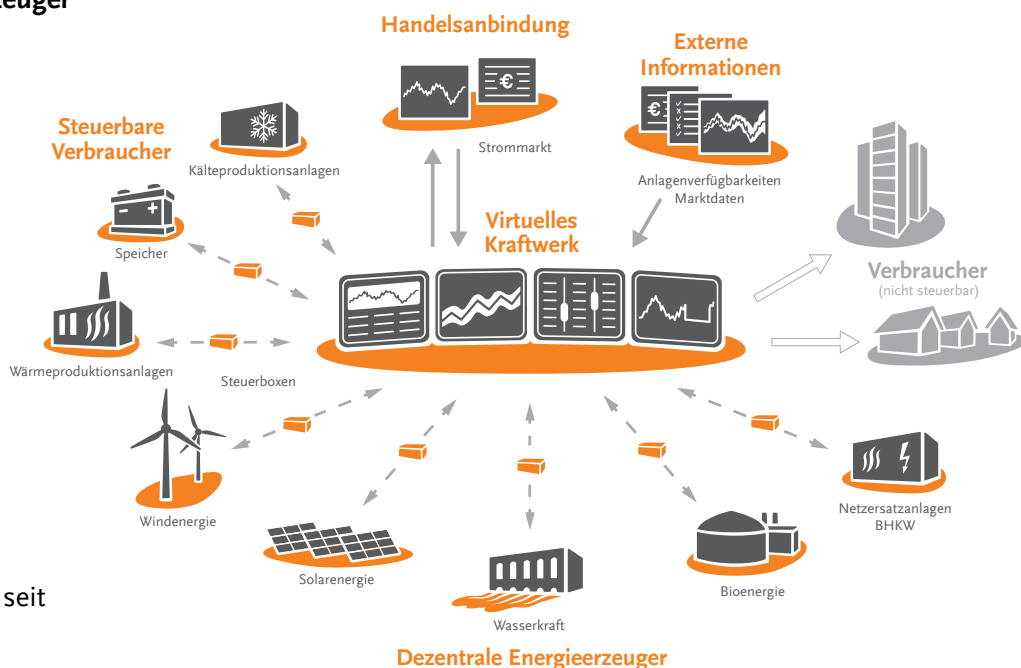 Handelsanbindung
Externe
Informationen
€
€
Strommarkt
Steuerbare
Verbraucher
Kälteproduktionsanlagen
Anlagenverfügbarkeiten
Marktdaten
Virtuelles
Kraftwerk
Speicher
Verbraucher
(nicht steuerbar)
Wärmeproduktionsanlagen
Steuerboxen
Windenergie
Netzersatzanlagen
BHKW
Solarenergie
Bioenergie
seit
Wasserkraft
Dezentrale Energieerzeuger